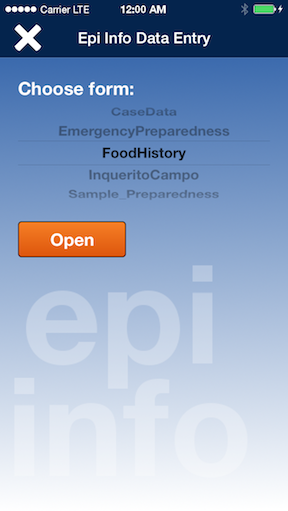 Carrier LTE 12:00 AM
Epi Info Data Entry
Choose form:
CaseData
EmergencyPreparedness
FoodHistory
InqueritoCampo
Sample_Preparedness
Open
epi
info